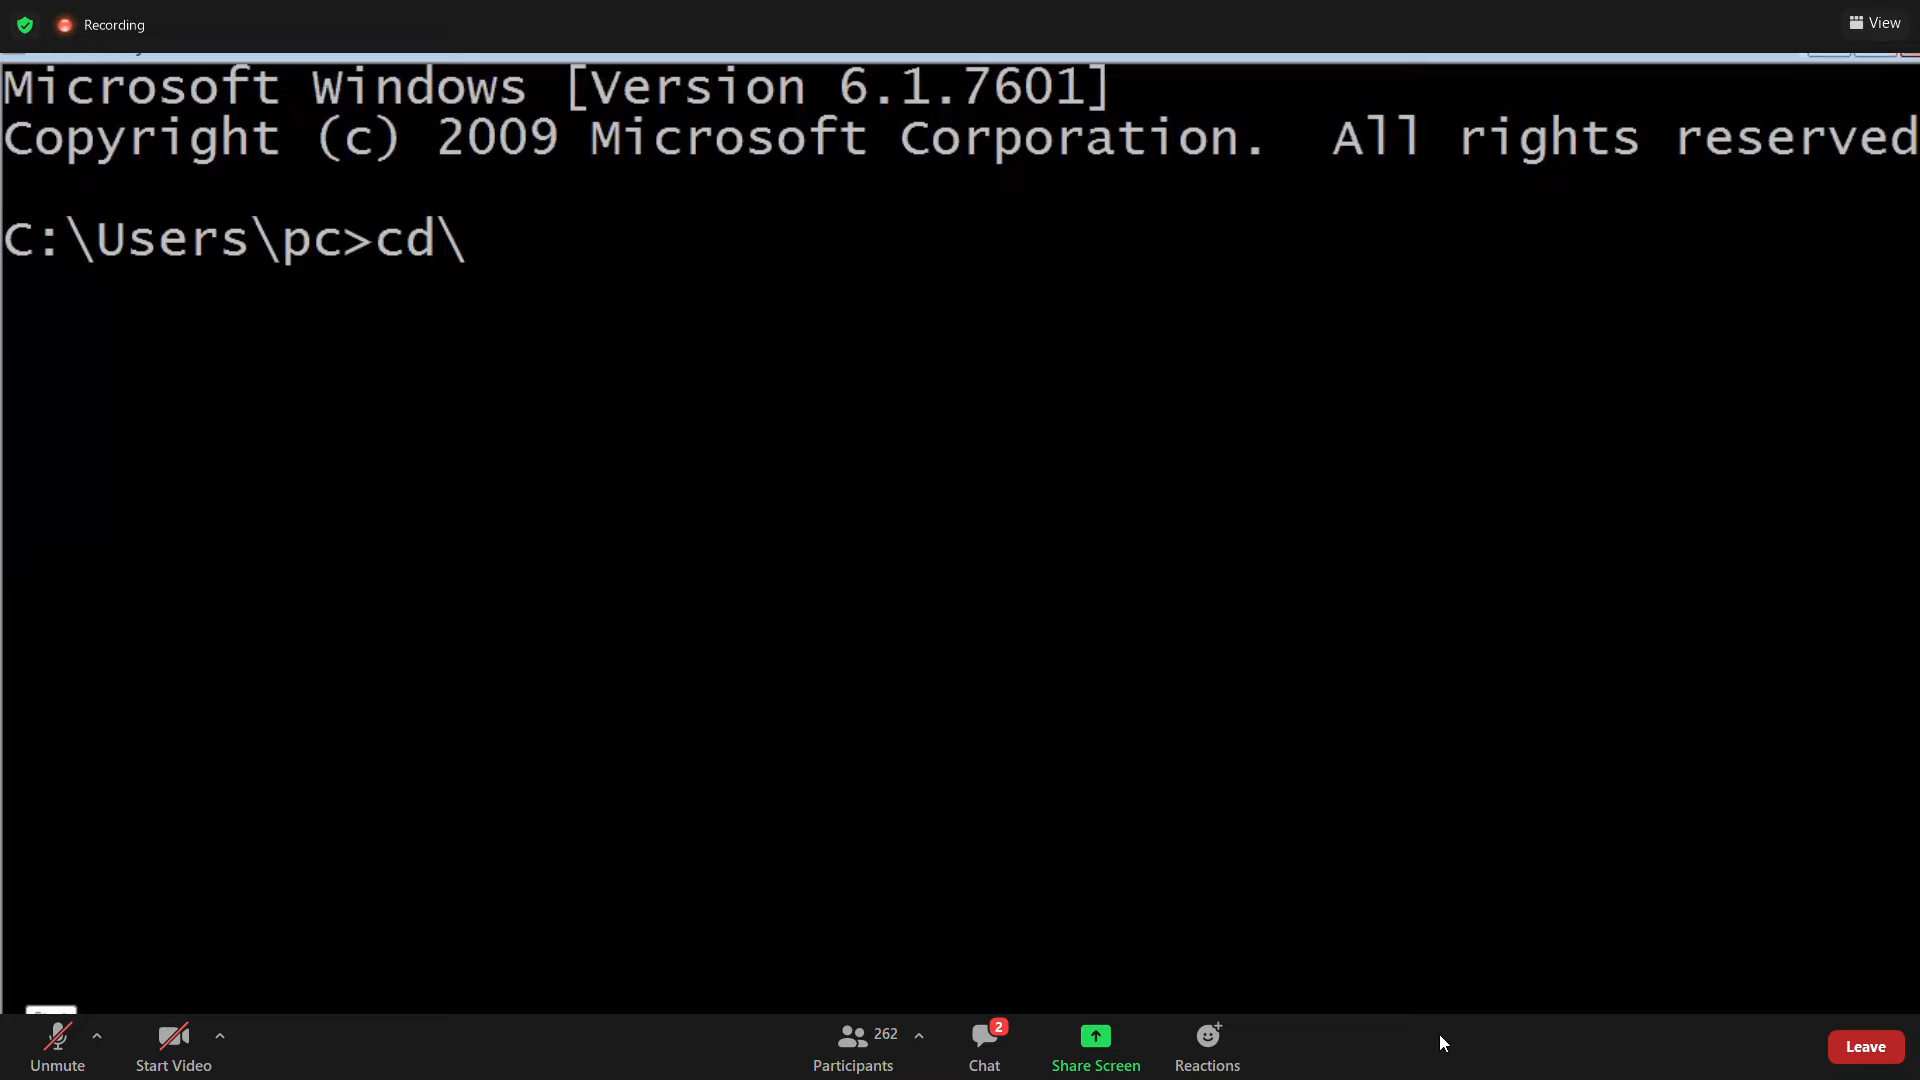 Recording
View
Microsoft Windows [Version 6.1.7601]
Copyright (c) 2009 Microsoft Corporation.  All rights reserved
C:\Users\pc>cd\
Unmute
Start Video
262
Participants
2
Chat
Share Screen
Reactions
Leave